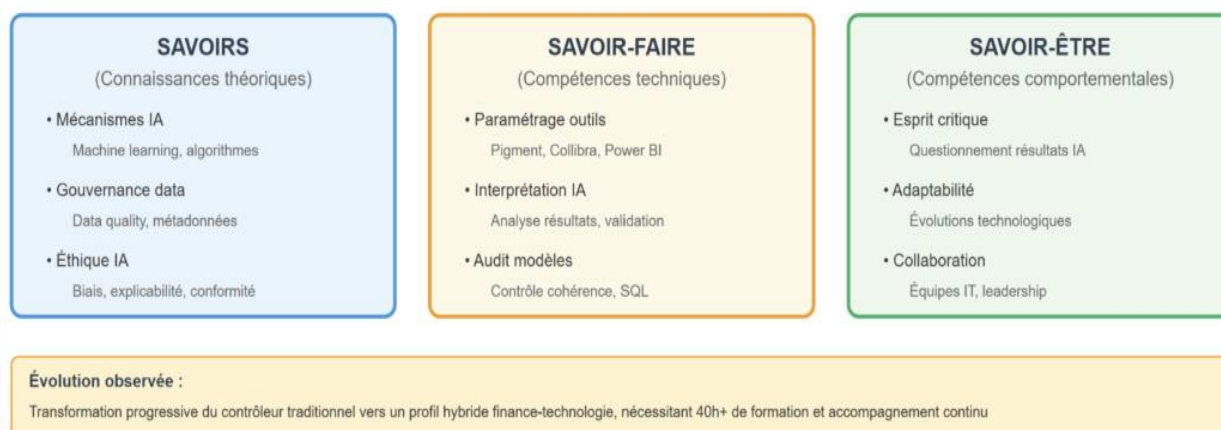 SAVOIRS
(Connaissances théoriques)
• Mécanismes IA
Machine learning, algorithmes
• Gouvernance data
Data quality, métadonnées
• Éthique IA
Biais, explicabilité, conformité
SAVOIR-FAIRE
(Compétences techniques)
• Paramétrage outils
Pigment, Collibra, Power BI
• Interprétation IA
Analyse résultats, validation
• Audit modèles
Contrôle cohérence, SQL
SAVOIR-ÊTRE
(Compétences comportementales)
• Esprit critique
Questionnement résultats IA
• Adaptabilité
Évolutions technologiques
• Collaboration
Équipes IT, leadership
Évolution observée :
Transformation progressive du contrôleur traditionnel vers un profil hybride finance-technologie, nécessitant 40h+ de formation et accompagnement continu